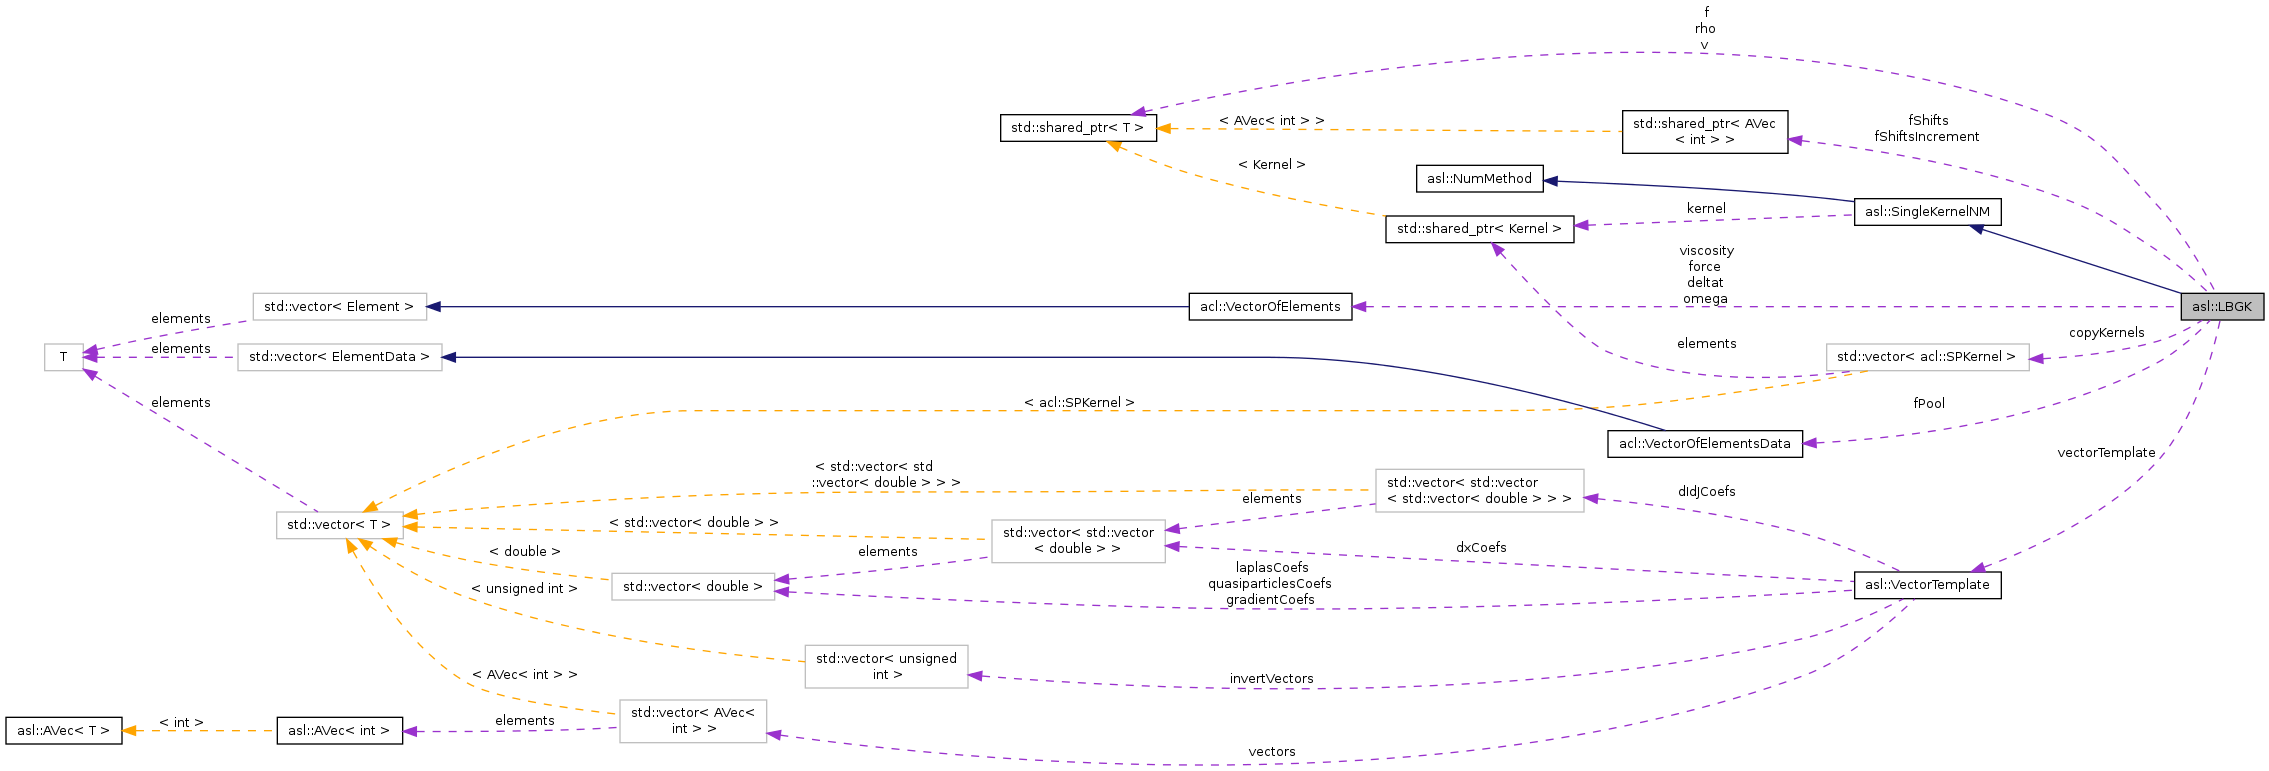 f
rho
v
std::shared_ptr< T >
< AVec< int > >
std::shared_ptr< AVec
< int > >
fShifts
fShiftsIncrement
< Kernel >
asl::NumMethod
asl::SingleKernelNM
kernel
std::shared_ptr< Kernel >
viscosity
force
deltat
omega
std::vector< Element >
acl::VectorOfElements
asl::LBGK
elements
elements
T
std::vector< ElementData >
elements
std::vector< acl::SPKernel >
copyKernels
elements
< acl::SPKernel >
fPool
acl::VectorOfElementsData
vectorTemplate
< std::vector< std
::vector< double > > >
std::vector< std::vector
< std::vector< double > > >
dIdJCoefs
elements
std::vector< T >
< std::vector< double > >
std::vector< std::vector
< double > >
dxCoefs
< double >
elements
laplasCoefs
quasiparticlesCoefs
gradientCoefs
std::vector< double >
asl::VectorTemplate
< unsigned int >
std::vector< unsigned
int >
invertVectors
< AVec< int > >
std::vector< AVec<
int > >
asl::AVec< T >
< int >
asl::AVec< int >
elements
vectors